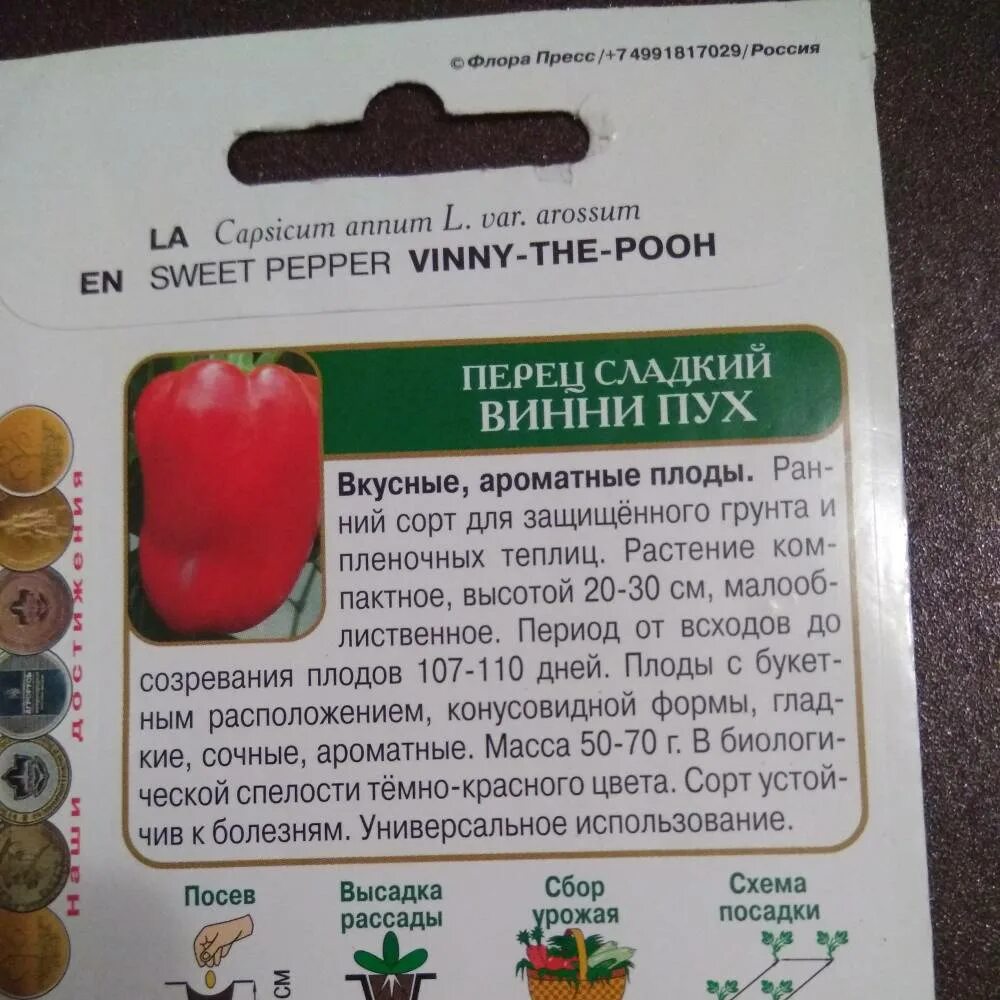 © Флора Пресс/+74991817029/Россия
LA Capsicum annum L. var. arossum
EN SWEET PEPPER VINNY-THE-POOH
ПЕРЕЦ СЛАДКИЙ
ВИННИ ПУХ
Вкусные, ароматные плоды. Ран-
ний сорт для защищённого грунта и
пленочных теплиц. Растение ком-
пактное, высотой 20-30 см, малооб-
лиственное. Период от всходов до
созревания плодов 107-110 дней. Плоды с букет-
ным расположением, конусовидной формы, глад-
кие, сочные, ароматные. Масса 50-70 г. В биологи-
ческой спелости тёмно-красного цвета. Сорт устой-
чив к болезням. Универсальное использование.
Наши достижения
Посев
Высадка
рассады
Сбор
урожая
Схема
посадки
см